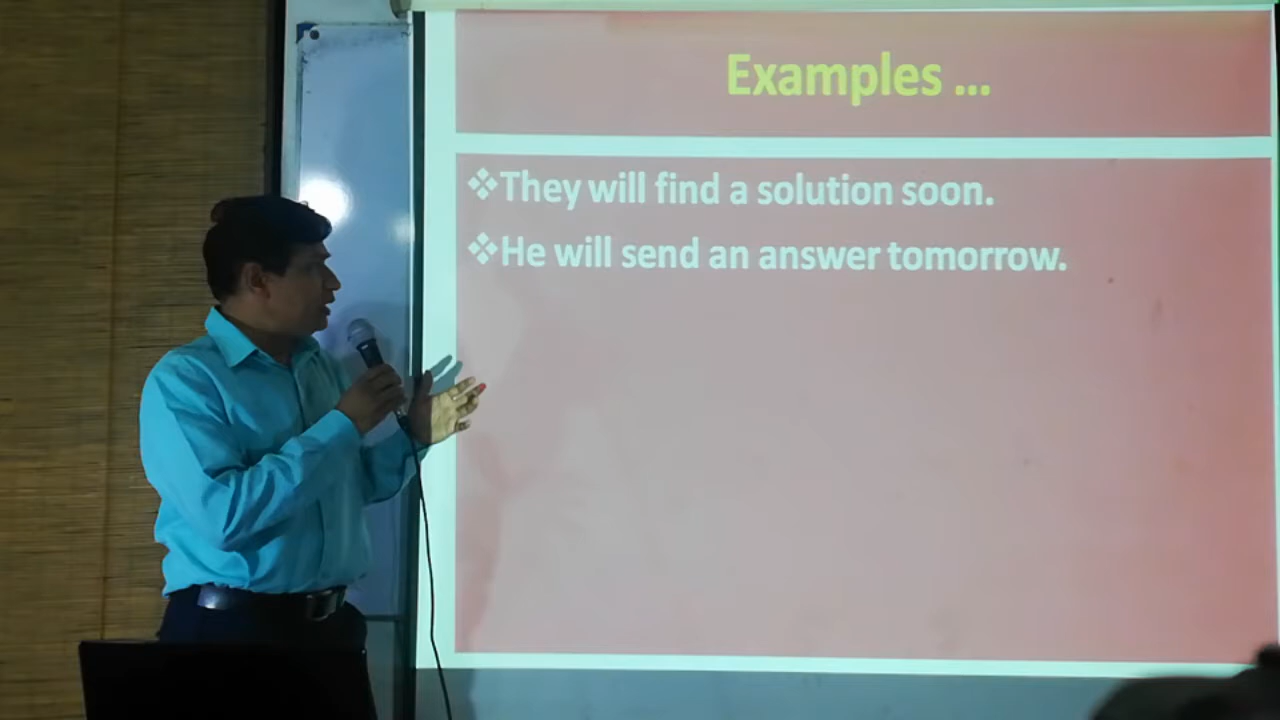 Examples ...
❖They will find a solution soon.
❖He will send an answer tomorrow.